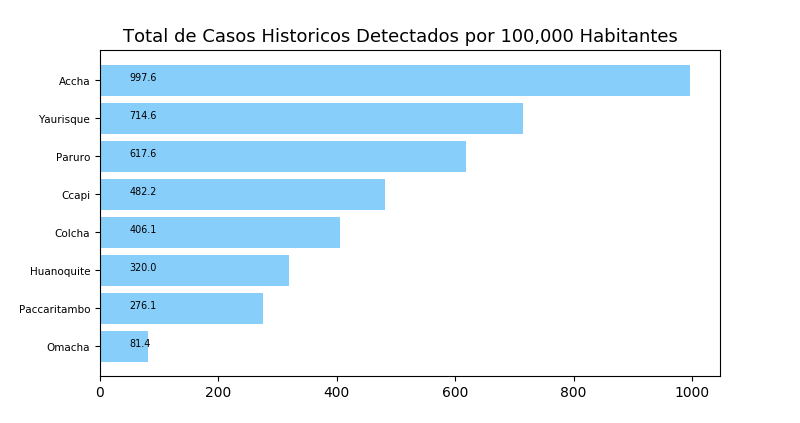 Total de Casos Historicos Detectados por 100,000 Habitantes
Accha 997.6
Yaurisque 714.6
Paruro 617.6
Ccapi 482.2
Colcha 406.1
Huanoquite 320.0
Paccaritambo 276.1
Omacha 81.4
0 200 400 600 800 1000